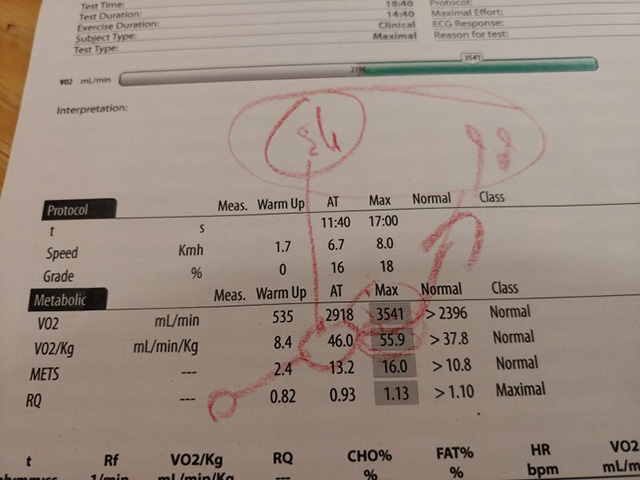 Test Time: 18:40 Protocol:
Test Duration: 14:40 Maximal Effort:
Exercise Duration: Clinical ECG Response:
Subject Type: Maximal Reason for test:
Test Type:
3541
VO2 mL/min
Interpretation:
Protocol Meas. Warm Up AT Max Normal Class
t s 11:40 17:00
Speed Kmh 1.7 6.7 8.0
Grade % 0 16 18
Metabolic Meas. Warm Up AT Max Normal Class
VO2 mL/min 535 2918 3541 > 2396 Normal
VO2/Kg mL/min/Kg 8.4 46.0 55.9 > 37.8 Normal
METS --- 2.4 13.2 16.0 > 10.8 Normal
RQ --- 0.82 0.93 1.13 > 1.10 Maximal
t Rf VO2/Kg RQ CHO% FAT% HR VO2
1/min mL/min/Kg --- % % bpm